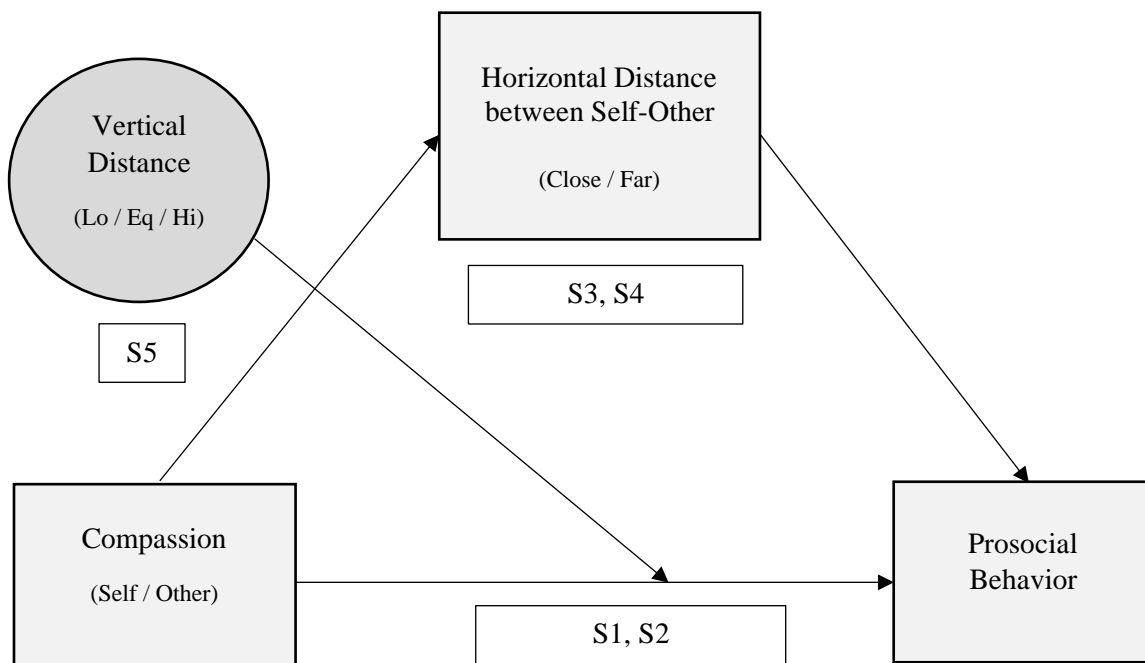 Horizontal Distance
between Self-Other
(Close / Far)
Vertical
Distance
(Lo / Eq / Hi)
S3, S4
S5
Compassion
(Self / Other)
Prosocial
Behavior
S1, S2